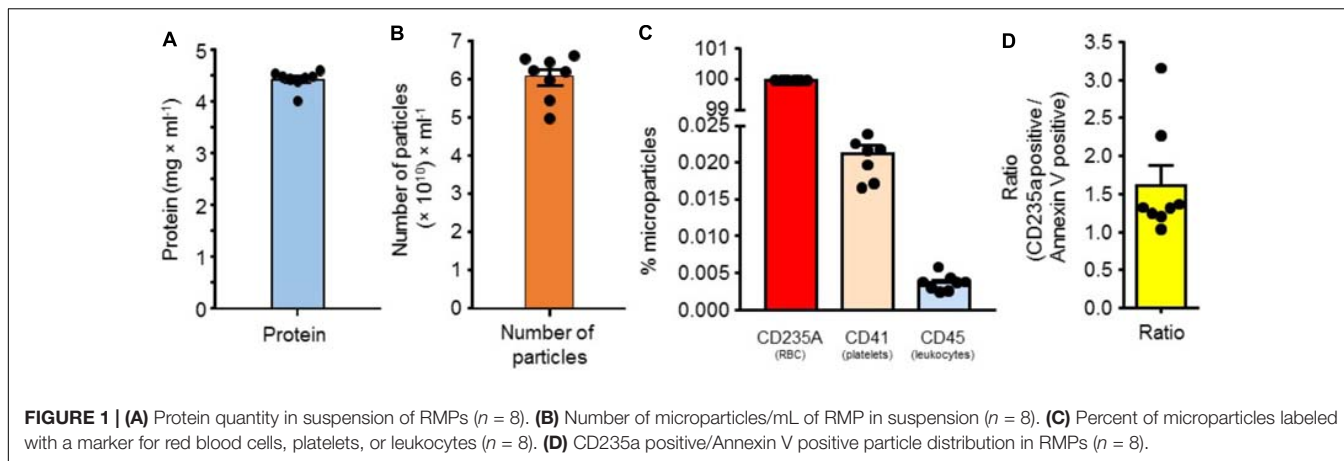 A
Protein (mg × ml-1)
5
4
3
2
1
0
Protein
B
Number of particles
(× 10¹⁰) × ml-1
7
6
5
4
3
2
1
0
Number of
particles
C
% microparticles
101
100
99
0.025
0.020
0.015
0.010
0.005
0.000
CD235A
(RBC)
CD41
(platelets)
CD45
(leukocytes)
D
Ratio
(CD235apositive /
Annexin V positive)
4.0
3.5
3.0
2.5
2.0
1.5
1.0
0.5
0.0
Ratio
FIGURE 1 | (A) Protein quantity in suspension of RMPs (n = 8). (B) Number of microparticles/mL of RMP in suspension (n = 8). (C) Percent of microparticles labeled
with a marker for red blood cells, platelets, or leukocytes (n = 8). (D) CD235a positive/Annexin V positive particle distribution in RMPs (n = 8).